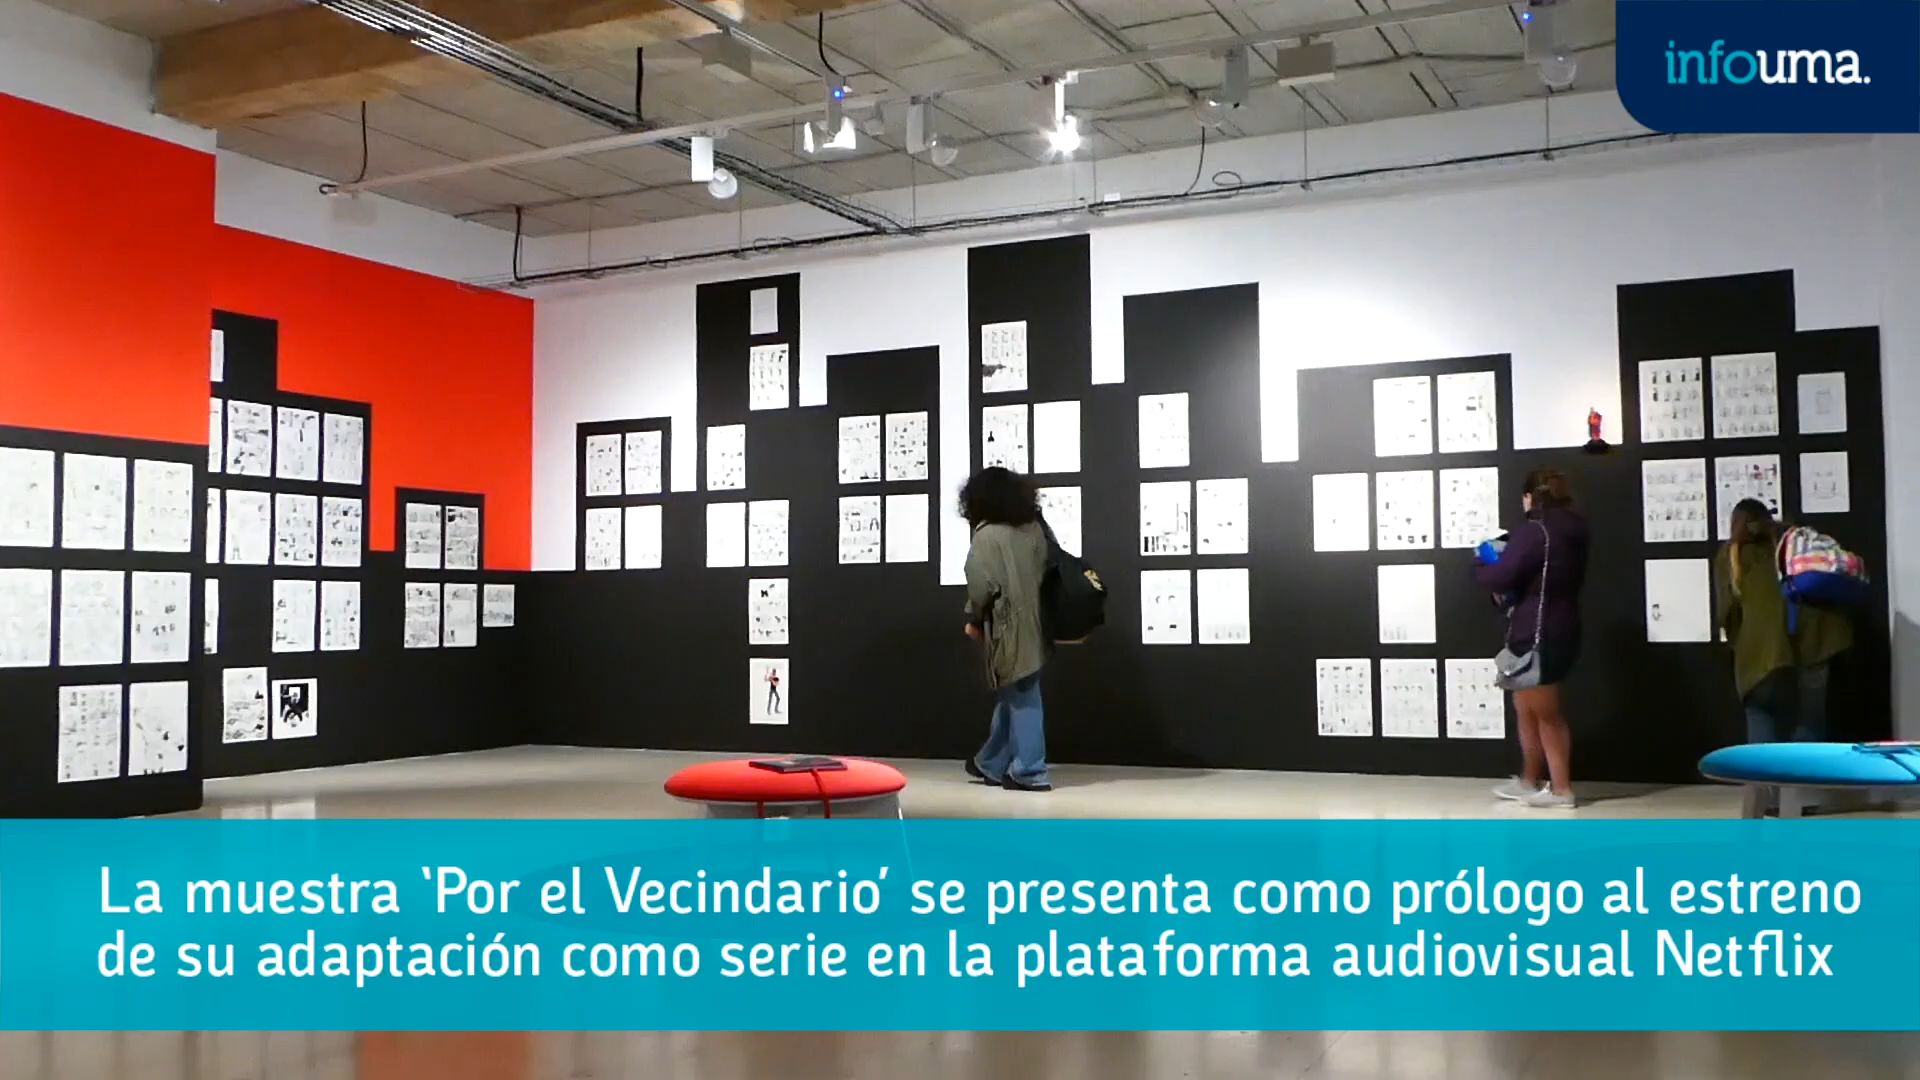 infouma.
La muestra ‘Por el Vecindario’ se presenta como prólogo al estreno
de su adaptación como serie en la plataforma audiovisual Netflix